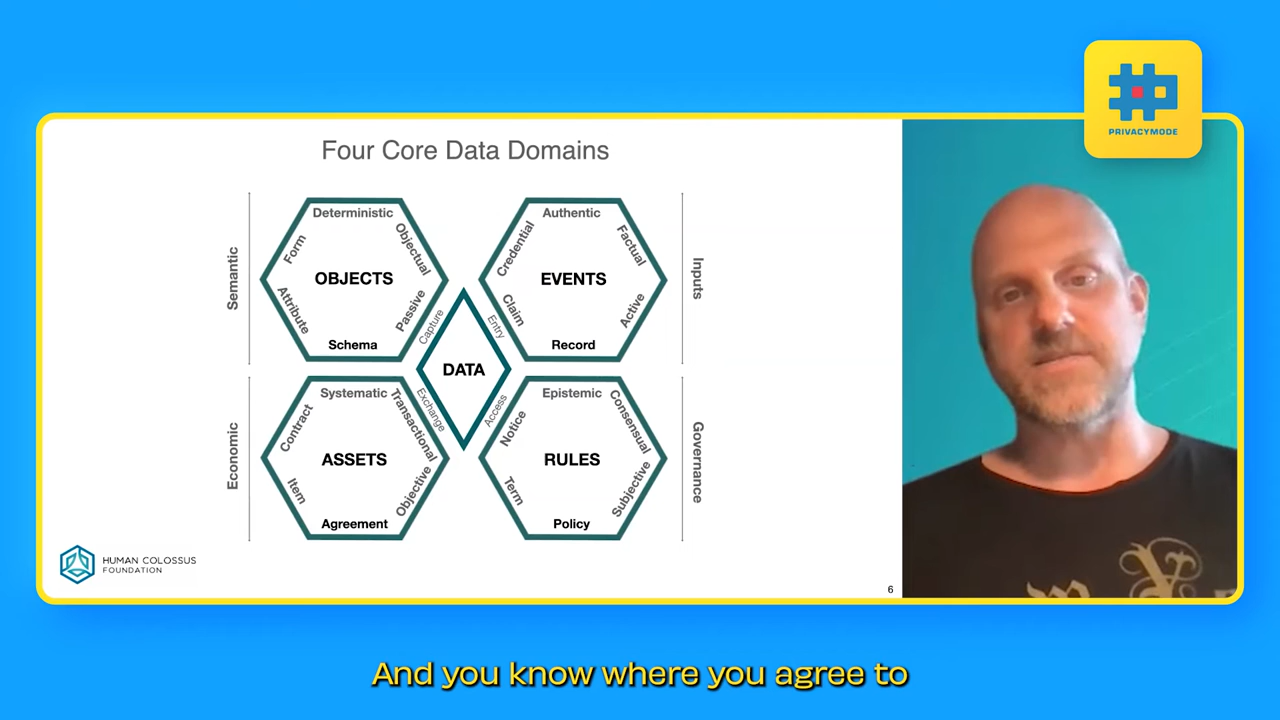 PRIVACYMODE
Four Core Data Domains
Semantic
Deterministic
Form
Objectual
OBJECTS
Attribute
Passive
Schema
Authentic
Credential
Factual
EVENTS
Claim
Active
Record
Inputs
Capture
Entry
DATA
Exchange
Access
Economic
Systematic
Contract
Transactional
ASSETS
Item
Objective
Agreement
Epistemic
Notice
Consensual
RULES
Term
Subjective
Policy
Governance
HUMAN COLOSSUS
FOUNDATION
6
And you know where you agree to